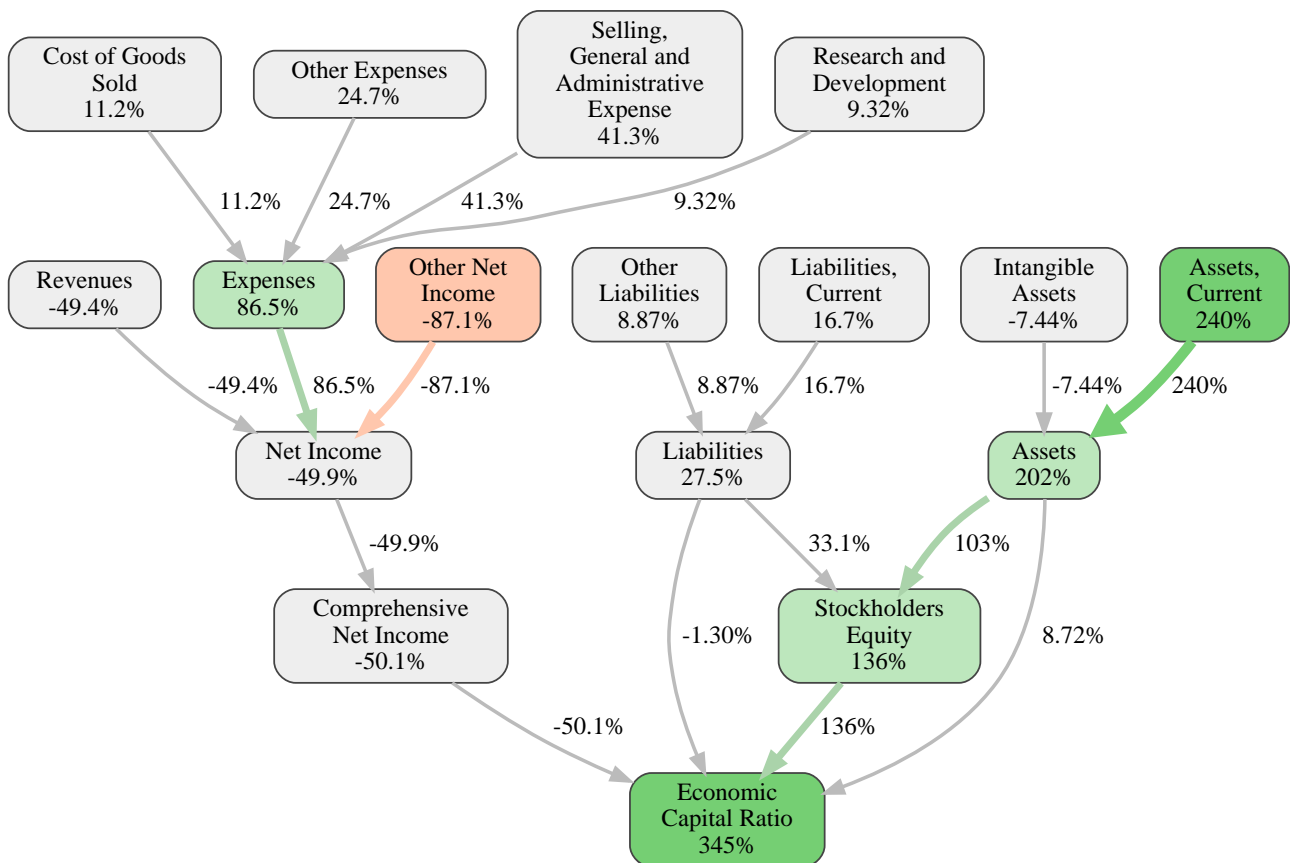 Cost of Goods
Sold
11.2%
Other Expenses
24.7%
Selling,
General and
Administrative
Expense
41.3%
Research and
Development
9.32%
11.2%
24.7%
41.3%
9.32%
Revenues
-49.4%
Expenses
86.5%
Other Net
Income
-87.1%
Other
Liabilities
8.87%
Liabilities,
Current
16.7%
Intangible
Assets
-7.44%
Assets,
Current
240%
-49.4%
86.5%
-87.1%
8.87%
16.7%
-7.44%
240%
Net Income
-49.9%
Liabilities
27.5%
Assets
202%
-49.9%
33.1%
103%
Comprehensive
Net Income
-50.1%
Stockholders
Equity
136%
-1.30%
8.72%
-50.1%
136%
Economic
Capital Ratio
345%